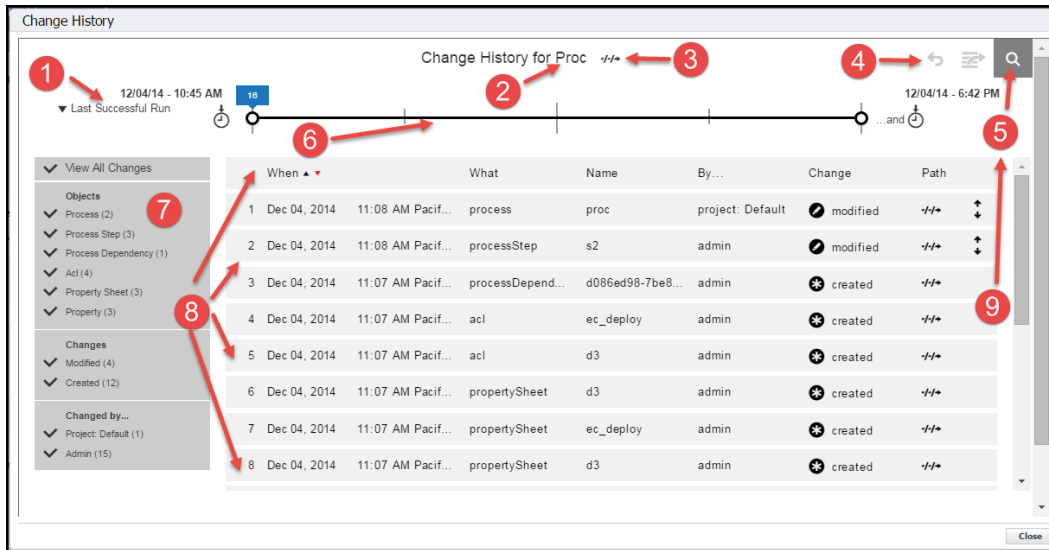 Change History
Change History for Proc -/-/→ 3 4
1 2 5
12/04/14 - 10:45 AM 16 12/04/14 - 6:42 PM
▼ Last Successful Run ...and
6
View All Changes
Objects
Process (2)
Process Step (3)
Process Dependency (1)
Acl (4)
Property Sheet (3)
Property (3)
7
Changes
Modified (4)
Created (12)
Changed by...
Project: Default (1)
Admin (15)
8
When ▲ ▼ What Name By... Change Path
1 Dec 04, 2014 11:08 AM Pacif... process proc project: Default modified -/-/→
2 Dec 04, 2014 11:08 AM Pacif... processStep s2 admin modified -/-/→
3 Dec 04, 2014 11:07 AM Pacif... processDepend... d086ed98-7be8... admin created -/-/→
9
4 Dec 04, 2014 11:07 AM Pacif... acl ec_deploy admin created -/-/→
5 Dec 04, 2014 11:07 AM Pacif... acl d3 admin created -/-/→
6 Dec 04, 2014 11:07 AM Pacif... propertySheet d3 admin created -/-/→
7 Dec 04, 2014 11:07 AM Pacif... propertySheet ec_deploy admin created -/-/→
8 Dec 04, 2014 11:07 AM Pacif... propertySheet d3 admin created -/-/→
Close